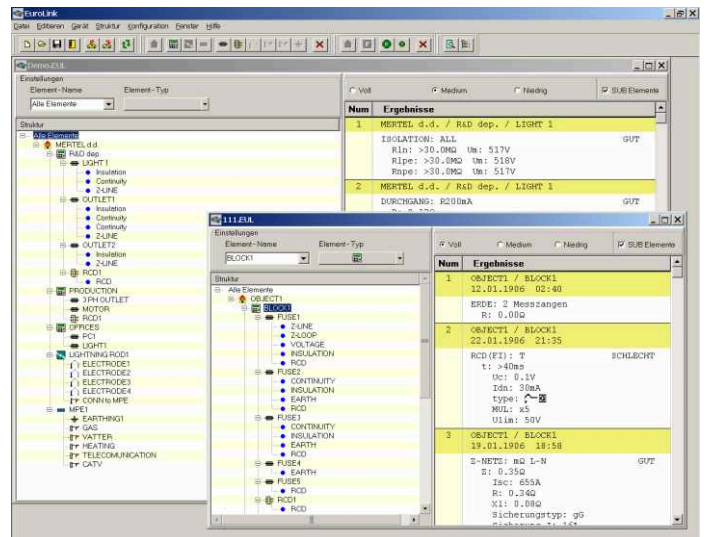 EuroLink
Datei Editieren Gerät Struktur Konfiguration Fenster Hilfe
Demo.EUL
Einstellungen
Element-Name Element-Typ
Alle Elemente
Voll Medium Niedrig SUB Elemente
Struktur
Alle Elemente
MERTEL d.d.
R&D dep.
LIGHT 1
Insulation
Continuity
Z-LINE
OUTLET1
Insulation
Continuity
Continuity
Z-LINE
OUTLET2
Insulation
Z-LINE
RCD1
RCD
PRODUCTION
3PH OUTLET
MOTOR
RCD1
OFFICES
PC1
LIGHT1
LIGHTNING ROD1
ELECTRODE1
ELECTRODE2
ELECTRODE3
ELECTRODE4
CONN to MPE
MPE1
EARTHING1
GAS
VATTER
HEATING
TELECOMUNICATION
CATV
Num Ergebnisse
1 MERTEL d.d. / R&D dep. / LIGHT 1
ISOLATION: ALL GUT
Rln: >30.0MΩ Um: 517V
Rlpe: >30.0MΩ Um: 518V
Rnpe: >30.0MΩ Um: 517V
2 MERTEL d.d. / R&D dep. / LIGHT 1
DURCHGANG: R200mA GUT
111.EUL
Einstellungen
Element-Name Element-Typ
BLOCK1
Voll Medium Niedrig SUB Elemente
Struktur
Alle Elemente
OBJECT1
BLOCK1
FUSE1
Z-LINE
Z-LOOP
VOLTAGE
INSULATION
RCD
FUSE2
CONTINUITY
INSULATION
EARTH
RCD
FUSE3
CONTINUITY
INSULATION
EARTH
RCD
FUSE4
EARTH
FUSE5
RCD
RCD1
RCD
Num Ergebnisse
1 OBJECT1 / BLOCK1
12.01.1906 02:40
ERDE: 2 Messzangen
R: 0.00Ω
2 OBJECT1 / BLOCK1
22.01.1906 21:35
RCD(FI): T SCHLECHT
t: >40ms
Uc: 0.1V
Idn: 30mA
type:
MUL: x5
Ulim: 50V
3 OBJECT1 / BLOCK1
19.01.1906 18:58
Z-NETZ: mΩ L-N GUT
Z: 0.35Ω
Isc: 655A
R: 0.34Ω
Xl: 0.08Ω
Sicherungstyp: gG